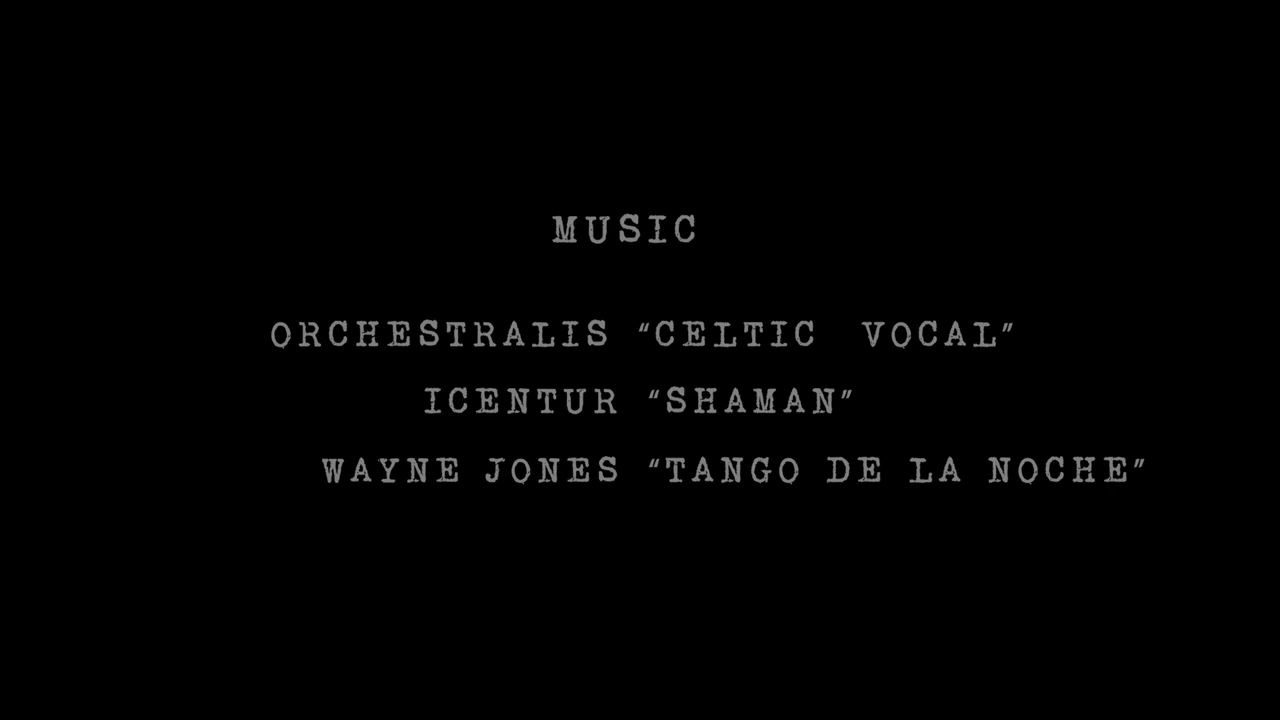 MUSIC
ORCHESTRALIS “CELTIC VOCAL”
ICENTUR “SHAMAN”
WAYNE JONES “TANGO DE LA NOCHE”